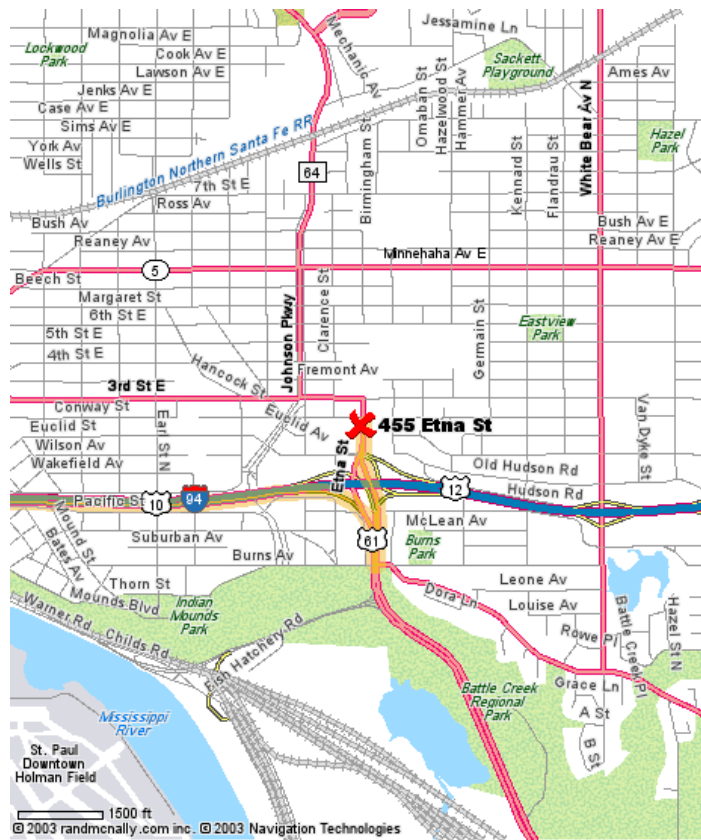 Jessamine Ln
Magnolia Av E
Mechanic Av
Lockwood
Park
Cook Av E
Lawson Av E
Sackett
Playground
Ames Av
Jenks Av E
Case Av E
Sims Av E
York Av
Wells St
Burlington Northern Santa Fe RR
Omaban St
Hazelwood St
Hammer Av
White Bear Av N
Hazel
Park
64
7th St E
Birmingham St
Kennard St
Flandrau St
Ross Av
Bush Av
Bush Av E
Reaney Av
Reaney Av E
Minnehaha Av E
5
Beech St
Margaret St
6th St E
5th St E
4th St E
Clarence St
Johnson Pkwy
Germain St
Eastview
Park
Hancock St
Fremont Av
3rd St E
Conway St
Euclid St
Euclid Av
Earl St N
455 Etna St
Van Dyke St
Wilson Av
Wakefield Av
Etna St
Old Hudson Rd
Hudson Rd
12
Pacific St
10
94
McLean Av
Mound St
Bates Av
Suburban Av
Burns Av
61
Burns
Park
Thorn St
Mounds Blvd
Leone Av
Dora Ln
Louise Av
Indian
Mounds
Park
Warner Rd
Childs Rd
Rowe Pl
Battle Creek Pl
Hazel St N
Fish Hatchery Rd
Grace Ln
Battle Creek
Regional
Park
A St
B St
Mississippi
River
St. Paul
Downtown
Holman Field
1500 ft
© 2003 randmcnally.com inc. © 2003 Navigation Technologies